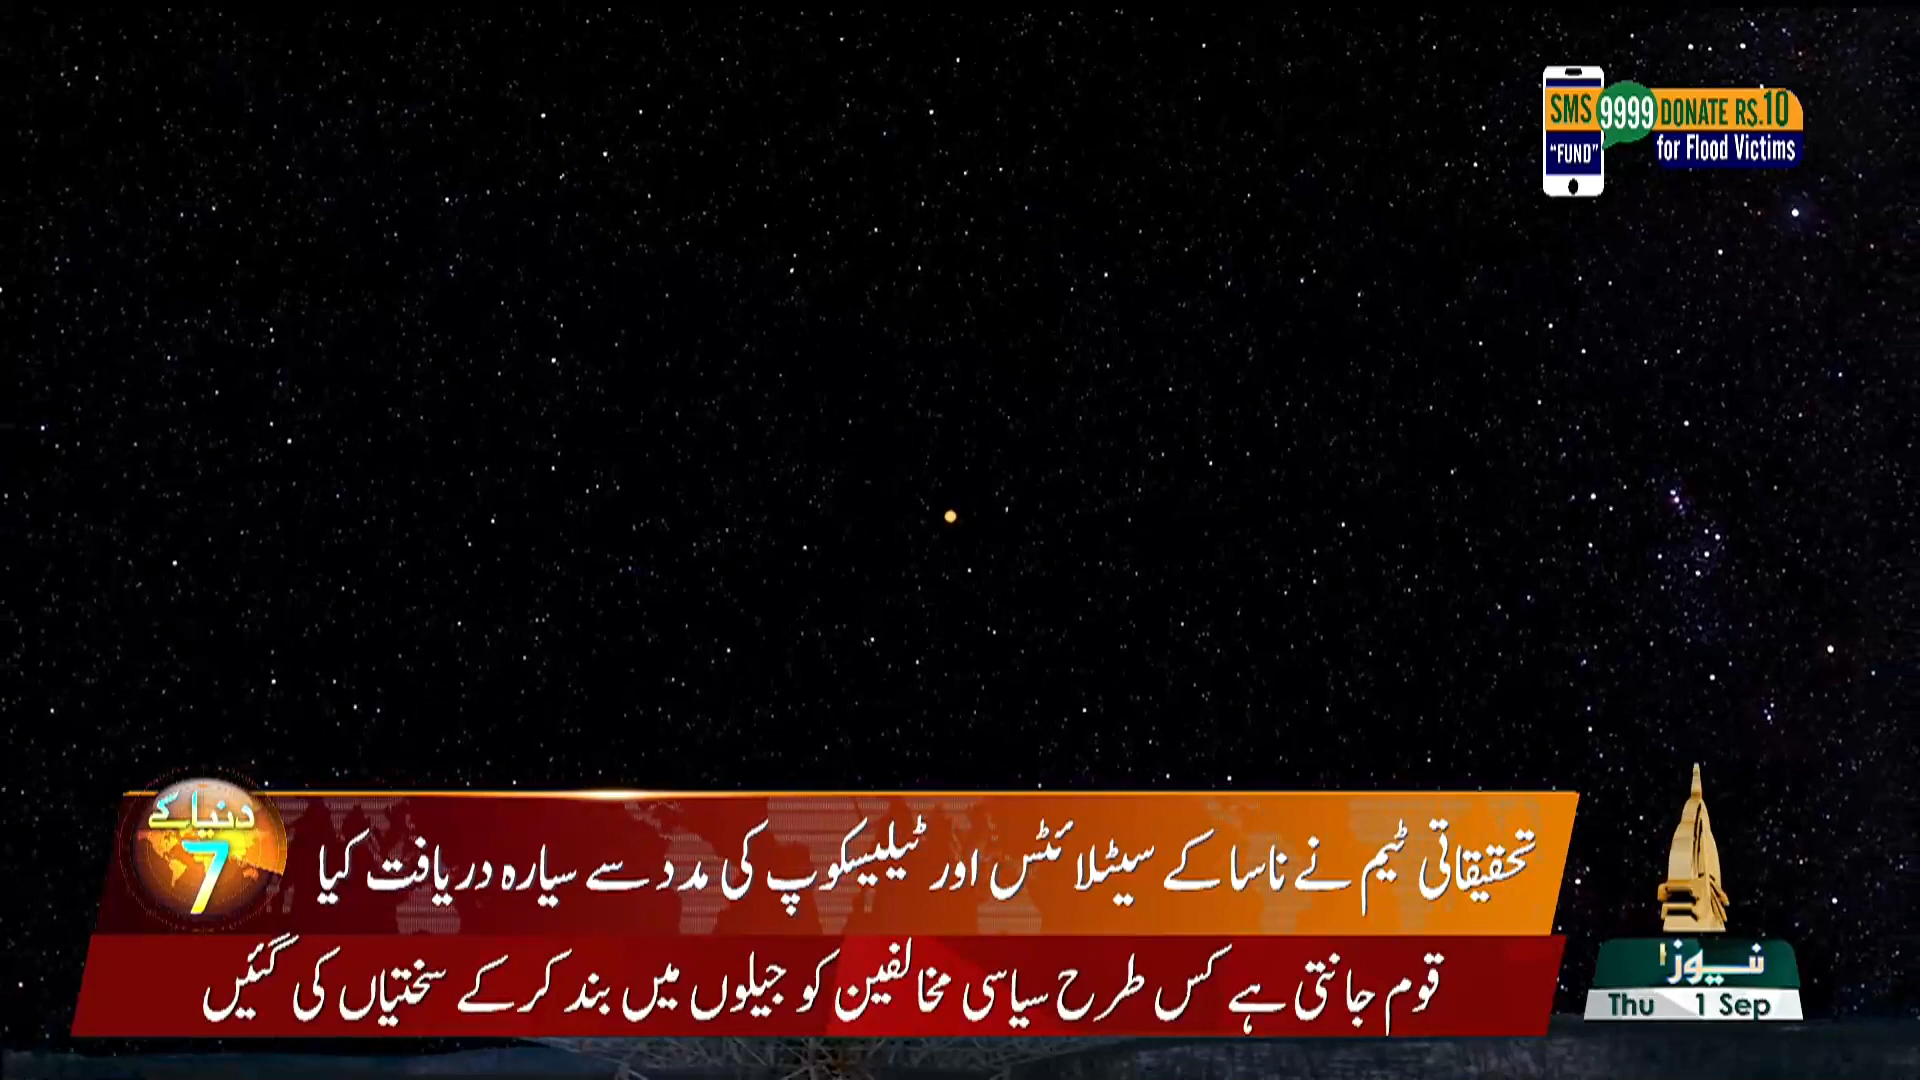 SMS 9999 DONATE RS.10
"FUND" for Flood Victims
دنیا کے
7
تحقیقاتی ٹیم نے ناسا کے سیٹلائٹس اور ٹیلیسکوپ کی مدد سے سیارہ دریافت کیا
قوم جانتی ہے کس طرح سیاسی مخالفین کو جیلوں میں بند کر کے سختیاں کی گئیں
نیوز
Thu 1 Sep